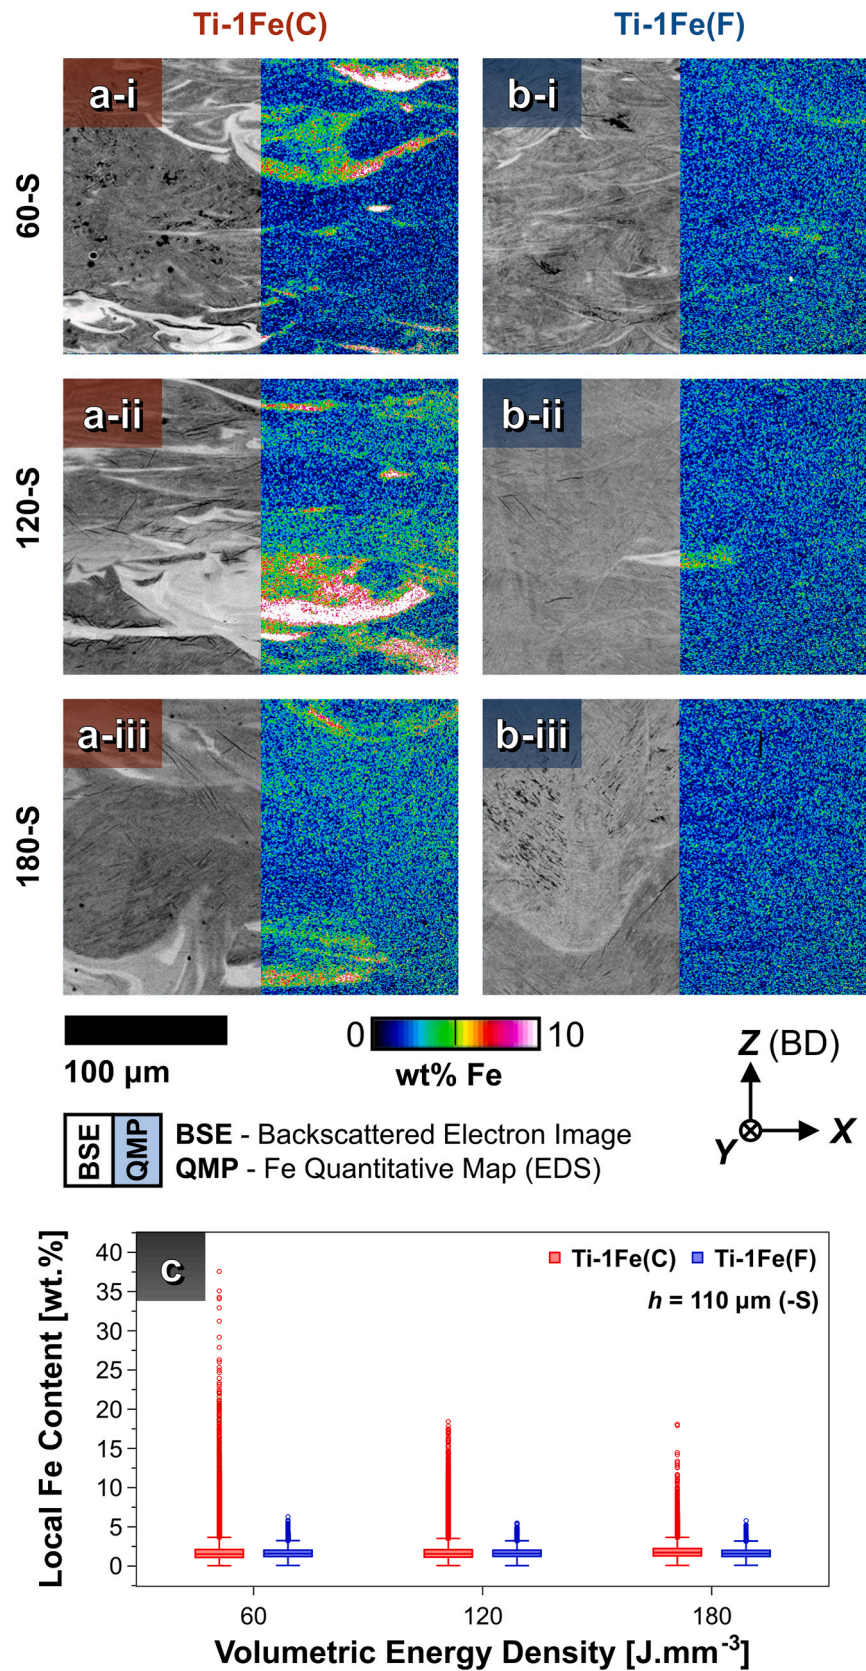 Ti-1Fe(C) Ti-1Fe(F)
60-S
a-i b-i
120-S
a-ii b-ii
180-S
a-iii b-iii
100 µm
0 10
wt% Fe
Z (BD)
Y X
BSE QMP
BSE - Backscattered Electron Image
QMP - Fe Quantitative Map (EDS)
c
Ti-1Fe(C) Ti-1Fe(F)
h = 110 µm (-S)
Local Fe Content [wt.%]
40
35
30
25
20
15
10
5
0
60 120 180
Volumetric Energy Density [J.mm⁻³]